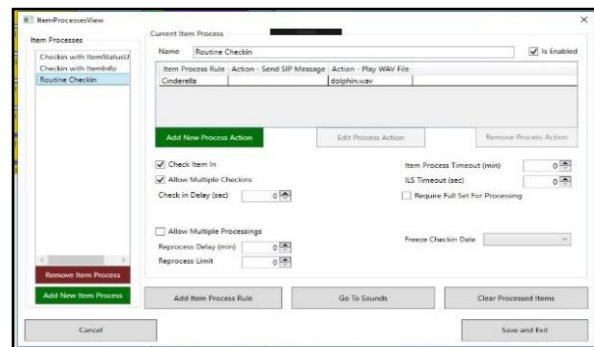 ItemProcessesView
Item Processes
Checkin with ItemStatusU
Checkin with ItemInfo
Routine Checkin
Remove Item Process
Add New Item Process
Cancel
Current Item Process
Name Routine Checkin Is Enabled
Item Process Rule Action - Send SIP Message Action - Play WAV File
Cinderella dolphin.wav
Add New Process Action Edit Process Action Remove Process Action
Check Item In
Allow Multiple Checkins
Check in Delay (sec) 0
Item Process Timeout (min) 0
ILS Timeout (sec) 0
Require Full Set For Processing
Allow Multiple Processings
Reprocess Delay (min) 0
Reprocess Limit 0
Freeze Checkin Date
Add Item Process Rule Go To Sounds Clear Processed Items
Save and Exit